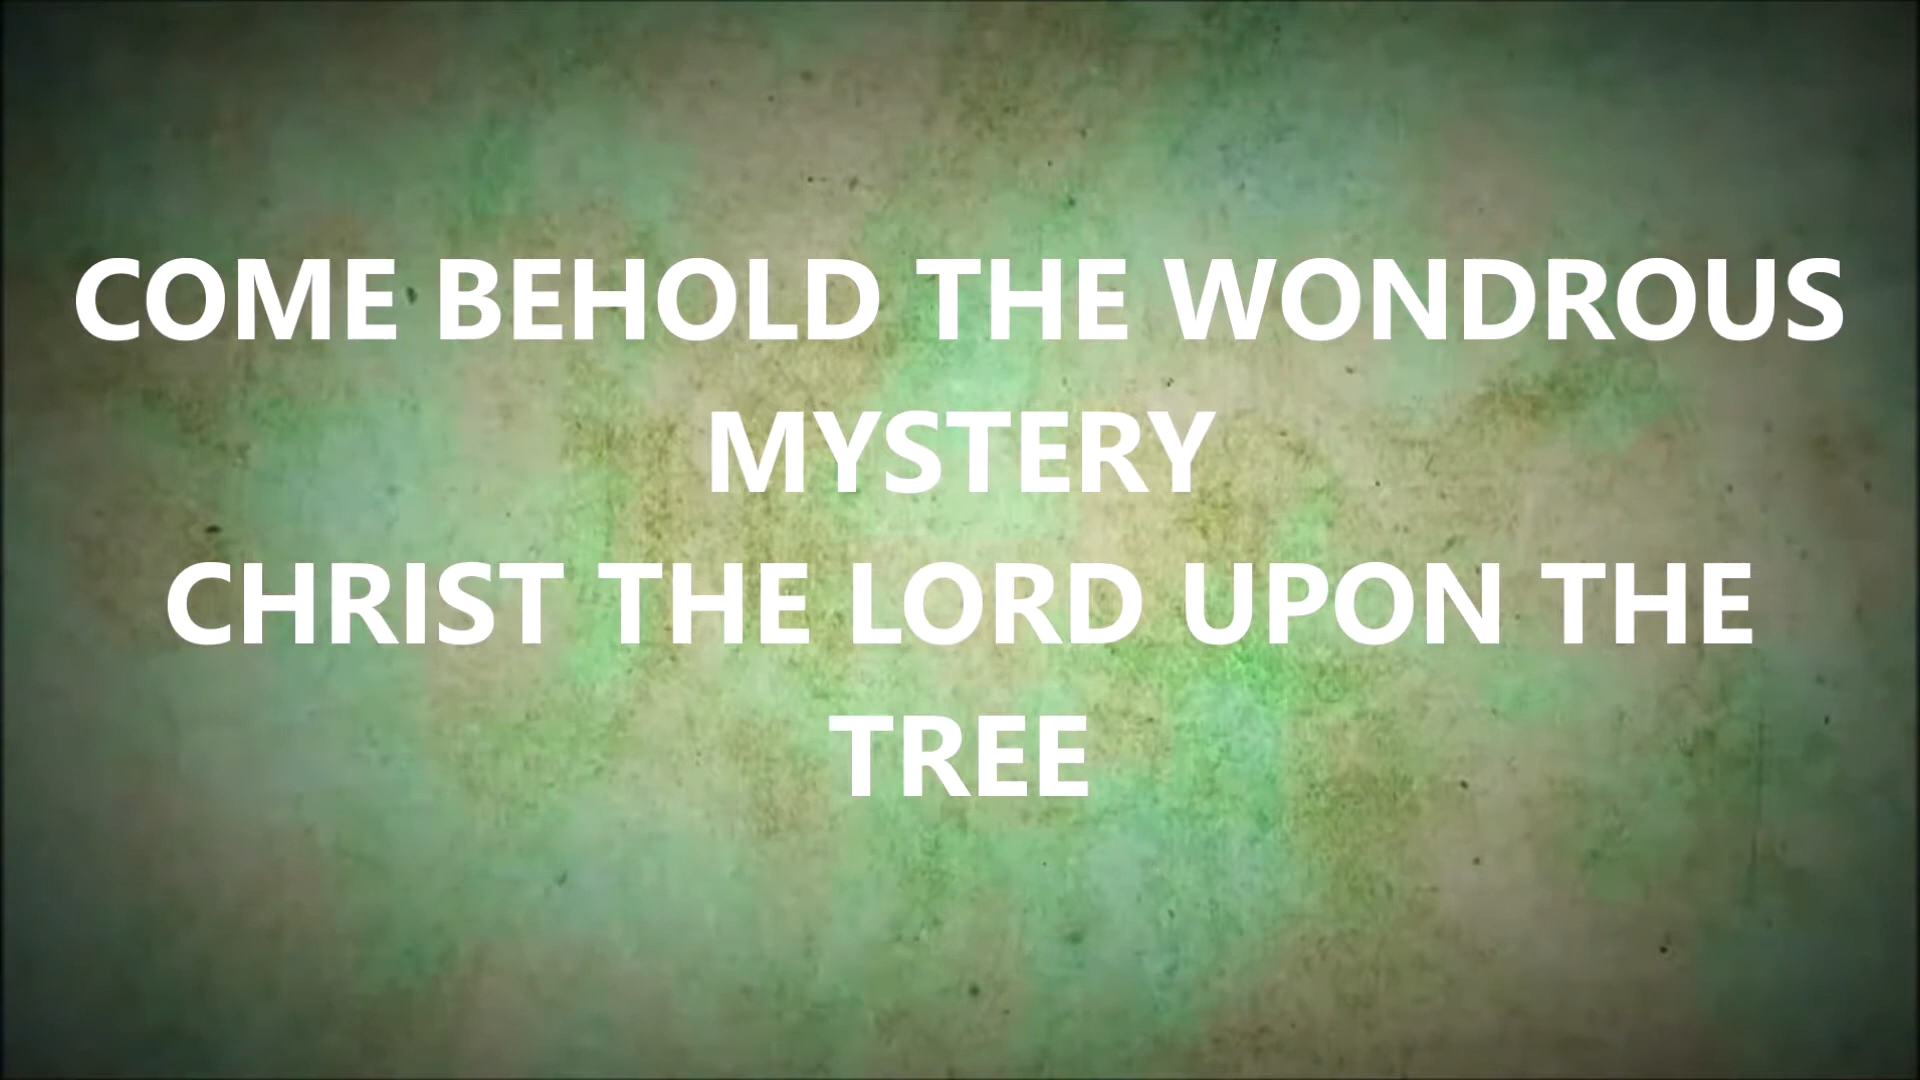 COME BEHOLD THE WONDROUS
MYSTERY
CHRIST THE LORD UPON THE
TREE